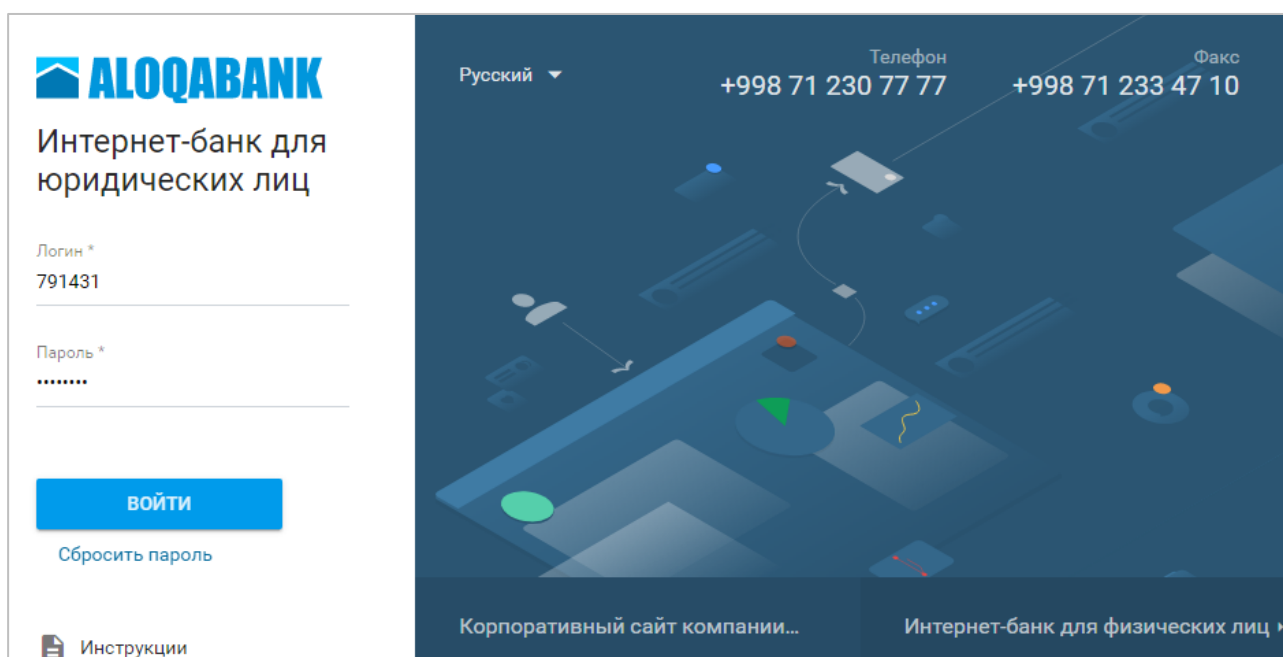 ALOQABANK
Интернет-банк для
юридических лиц
Логин *
791431
Пароль *
••••••••
ВОЙТИ
Сбросить пароль
Инструкции
Русский
Телефон
+998 71 230 77 77
Факс
+998 71 233 47 10
Корпоративный сайт компании...
Интернет-банк для физических лиц